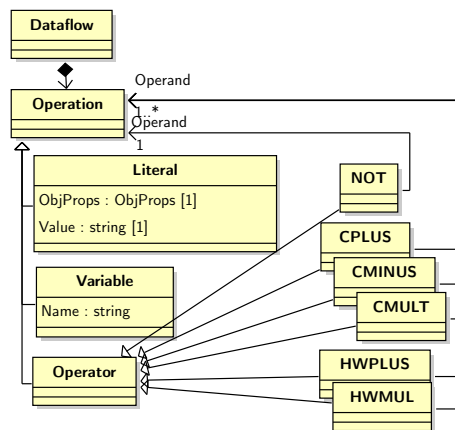 Dataflow
Operand
Operation
1..*
Operand
1
Literal
ObjProps : ObjProps [1]
Value : string [1]
NOT
CPLUS
CMINUS
Variable
Name : string
CMULT
Operator
HWPLUS
HWMUL